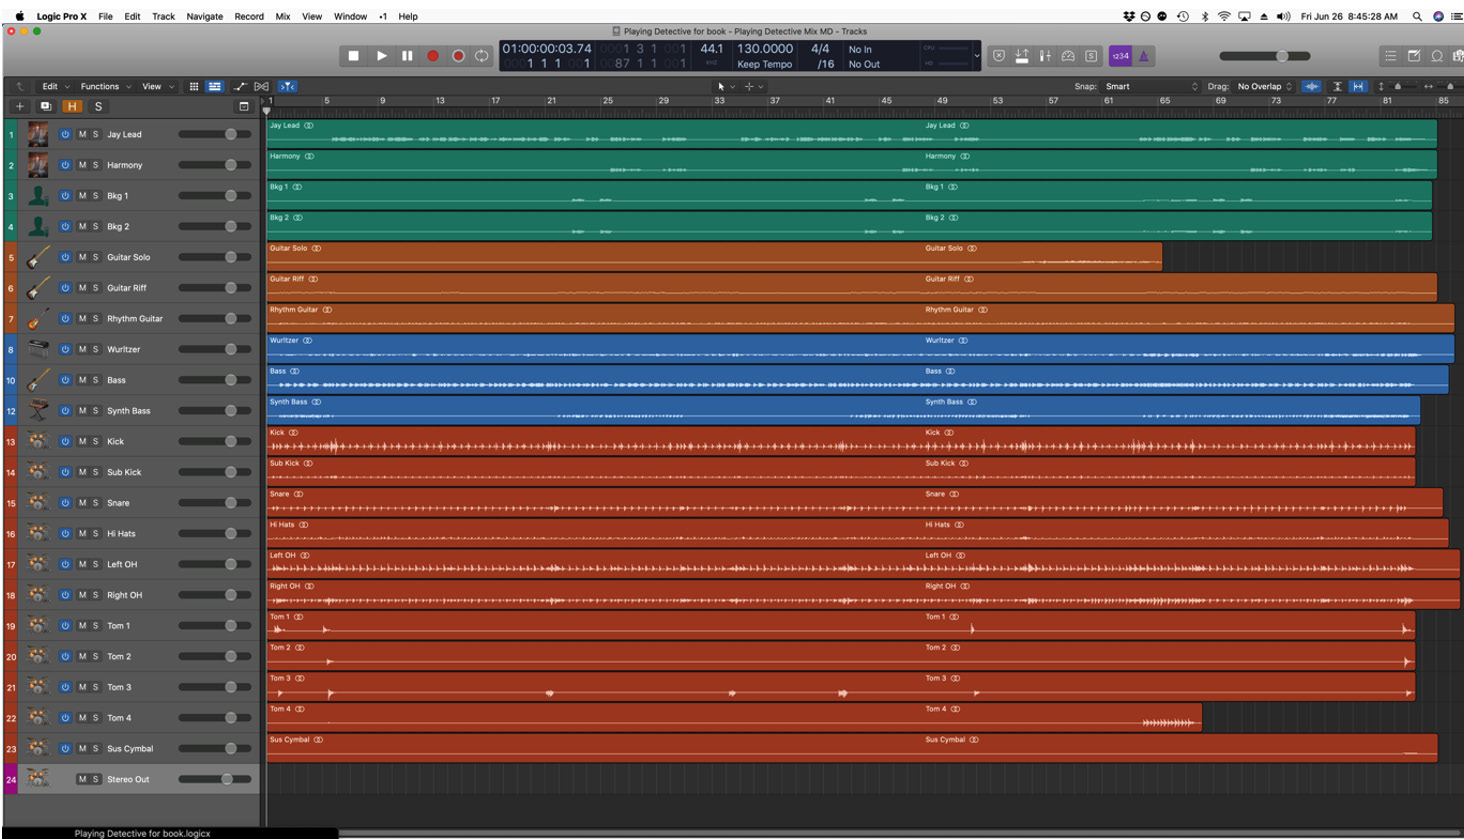 Logic Pro X File Edit Track Navigate Record Mix View Window 1 Help Fri Jun 26 8:45:28 AM
Playing Detective for book - Playing Detective Mix MD - Tracks
01:00:00:03.74 0001 3 1 001 44.1 130.0000 4/4 No In CPU
0001 1 1 001 0087 1 1 001 Keep Tempo /16 No Out HD
S 1234
Edit Functions View Snap: Smart Drag: No Overlap
H S 1 5 9 13 17 21 25 29 33 37 41 45 49 53 57 61 65 69 73 77 81 85
1 M S Jay Lead Jay Lead Jay Lead
2 M S Harmony Harmony Harmony
3 M S Bkg 1 Bkg 1 Bkg 1
4 M S Bkg 2 Bkg 2 Bkg 2
5 M S Guitar Solo Guitar Solo Guitar Solo
6 M S Guitar Riff Guitar Riff Guitar Riff
7 M S Rhythm Guitar Rhythm Guitar Rhythm Guitar
8 M S Wurltzer Wurltzer Wurltzer
10 M S Bass Bass Bass
12 M S Synth Bass Synth Bass Synth Bass
13 M S Kick Kick Kick
14 M S Sub Kick Sub Kick Sub Kick
15 M S Snare Snare Snare
16 M S Hi Hats Hi Hats Hi Hats
17 M S Left OH Left OH Left OH
18 M S Right OH Right OH Right OH
19 M S Tom 1 Tom 1 Tom 1
20 M S Tom 2 Tom 2 Tom 2
21 M S Tom 3 Tom 3 Tom 3
22 M S Tom 4 Tom 4 Tom 4
23 M S Sus Cymbal Sus Cymbal Sus Cymbal
24 M S Stereo Out
Playing Detective for book.logicx